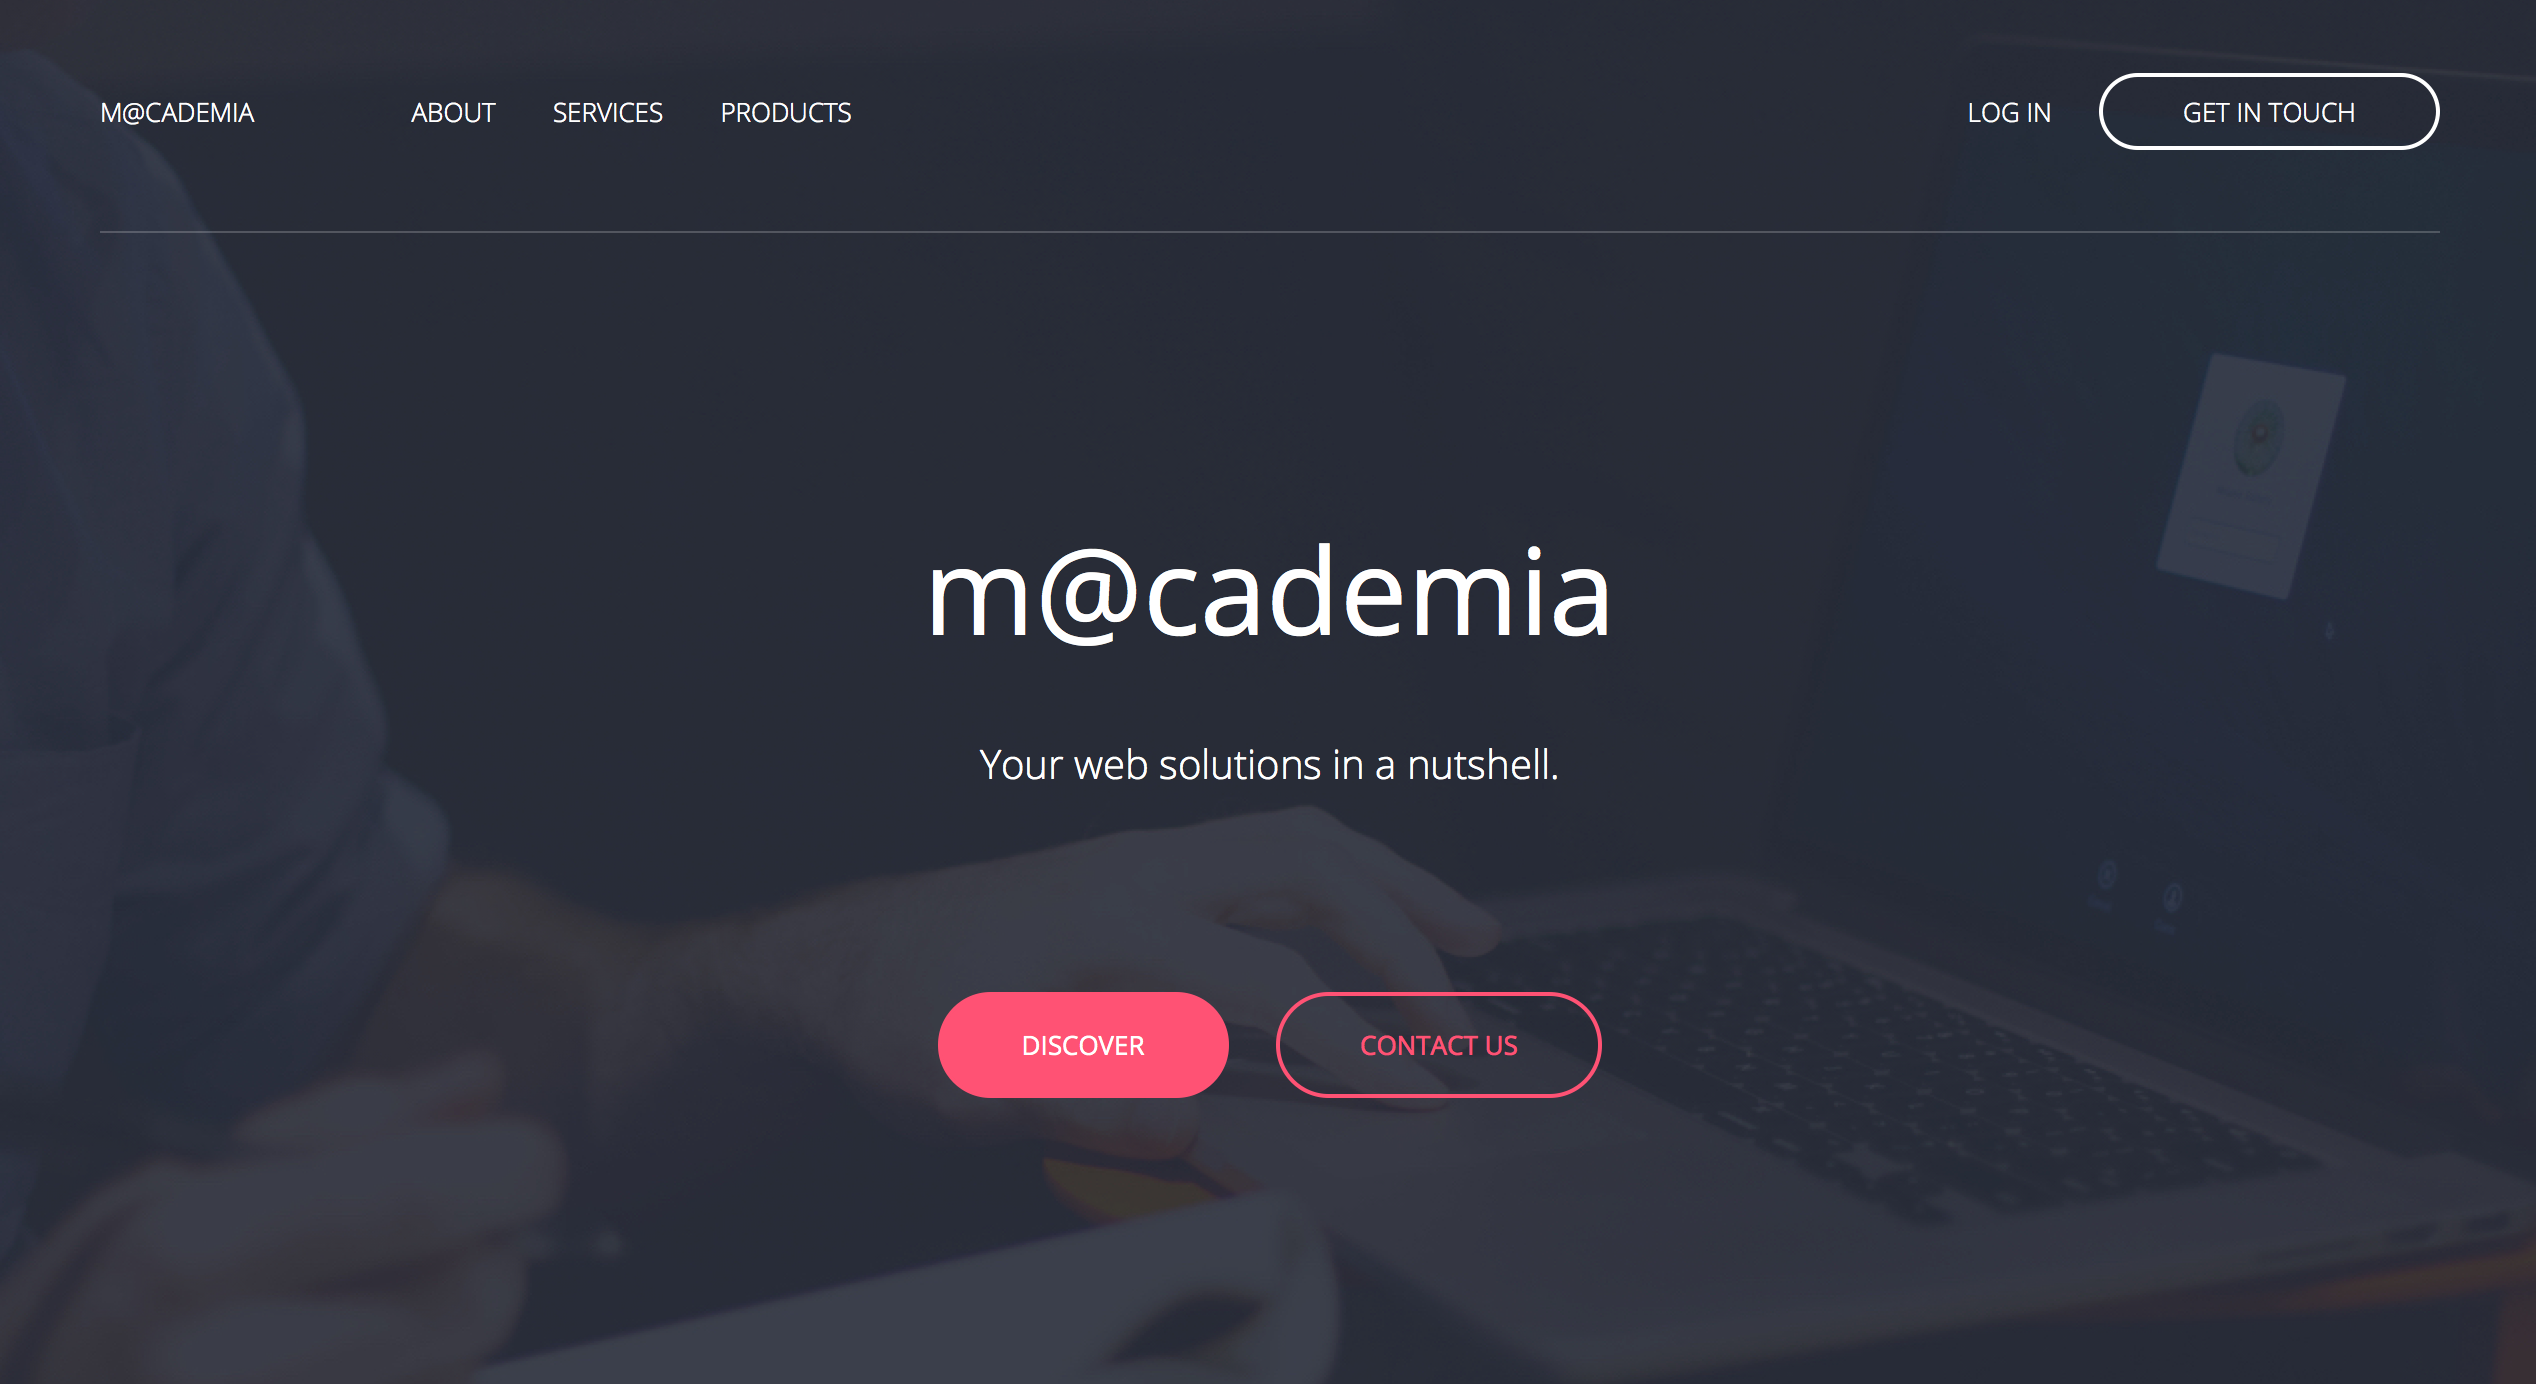 M@CADEMIA ABOUT SERVICES PRODUCTS LOG IN GET IN TOUCH
m@cademia
Your web solutions in a nutshell.
DISCOVER CONTACT US